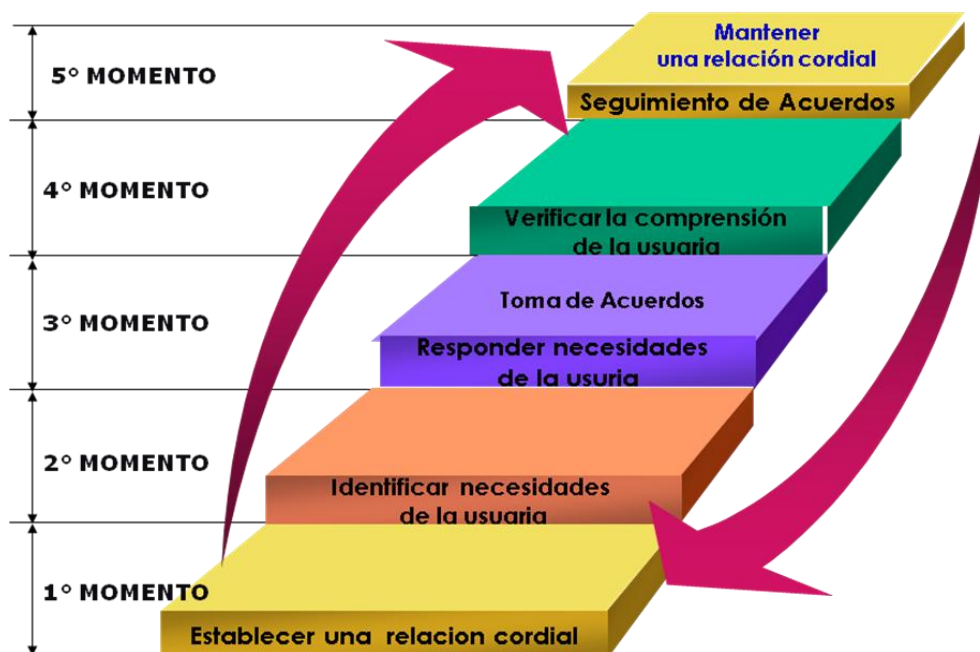 Mantener
una relación cordial
5° MOMENTO
Seguimiento de Acuerdos
4° MOMENTO
Verificar la comprensión
de la usuaria
Toma de Acuerdos
3° MOMENTO
Responder necesidades
de la usuria
2° MOMENTO
Identificar necesidades
de la usuaria
1° MOMENTO
Establecer una relacion cordial